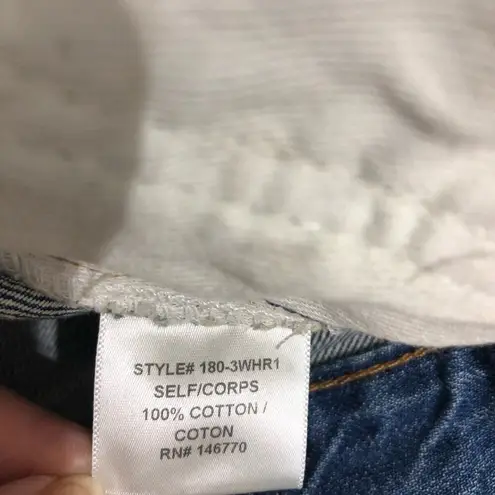 STYLE# 180-3WHR1
SELF/CORPS
100% COTTON /
COTON
RN# 146770